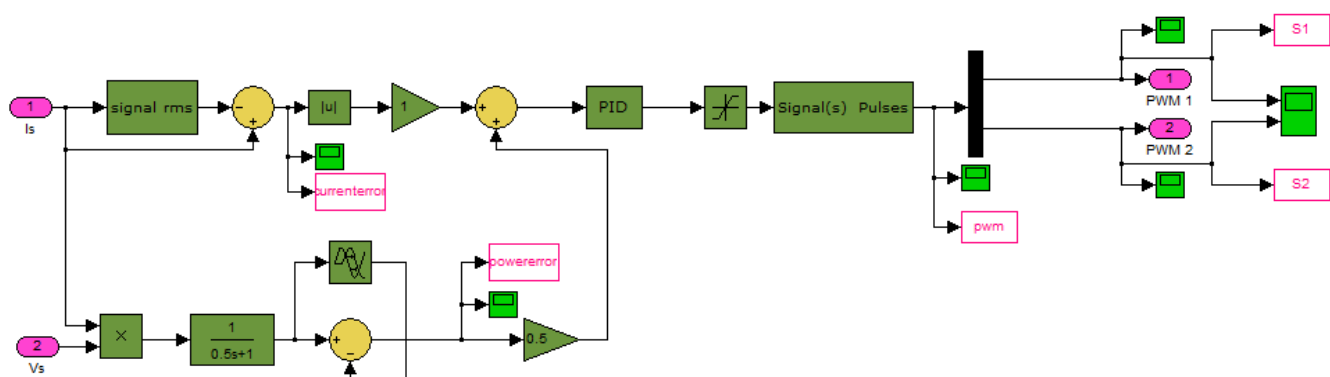 S1
1
Is
signal rms
−
+
|u|
1
+
+
PID
Signal(s) Pulses
1
PWM 1
2
PWM 2
S2
currenterror
pwm
powererror
2
Vs
×
1
0.5s+1
+
−
0.5